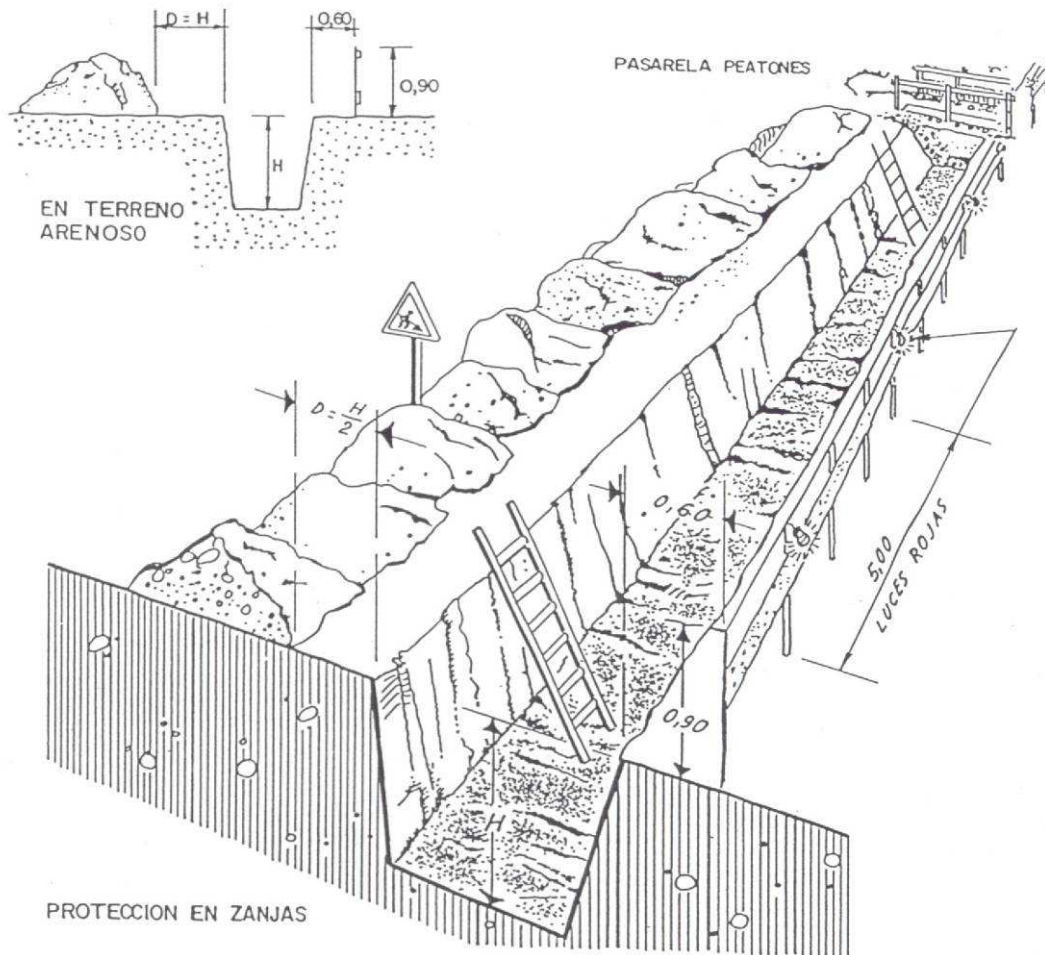 D = H
0,60
0,90
H
EN TERRENO
ARENOSO
PASARELA PEATONES
D = H/2
0,60
5,00
LUCES ROJAS
0,90
H
PROTECCION EN ZANJAS